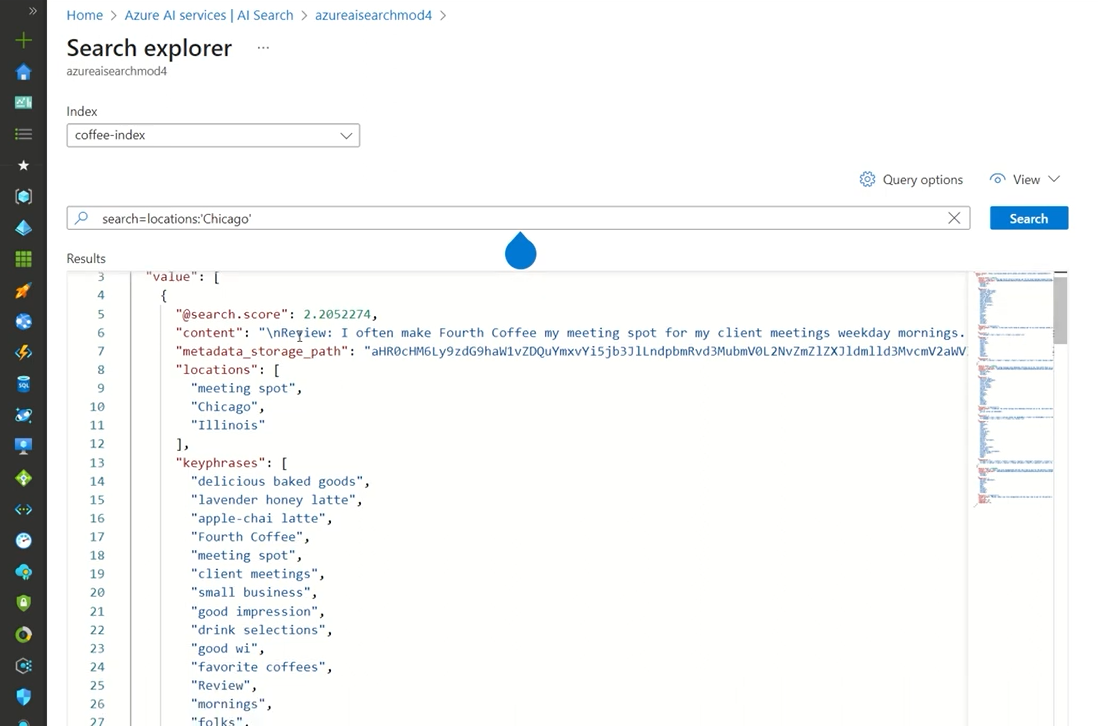 Home > Azure AI services | AI Search > azureaisearchmod4 >
Search explorer ...
azureaisearchmod4
Index
coffee-index
Query options View
search=locations:'Chicago'
Search
Results
3 "value": [
4 {
5 "@search.score": 2.2052274,
6 "content": "\nReview: I often make Fourth Coffee my meeting spot for my client meetings weekday mornings.
7 "metadata_storage_path":
8 "locations": [
9 "meeting spot",
10 "Chicago",
11 "Illinois"
12 ],
13 "keyphrases": [
14 "delicious baked goods",
15 "lavender honey latte",
16 "apple-chai latte",
17 "Fourth Coffee",
18 "meeting spot",
19 "client meetings",
20 "small business",
21 "good impression",
22 "drink selections",
23 "good wi",
24 "favorite coffees",
25 "Review",
26 "mornings",
27 "folks",